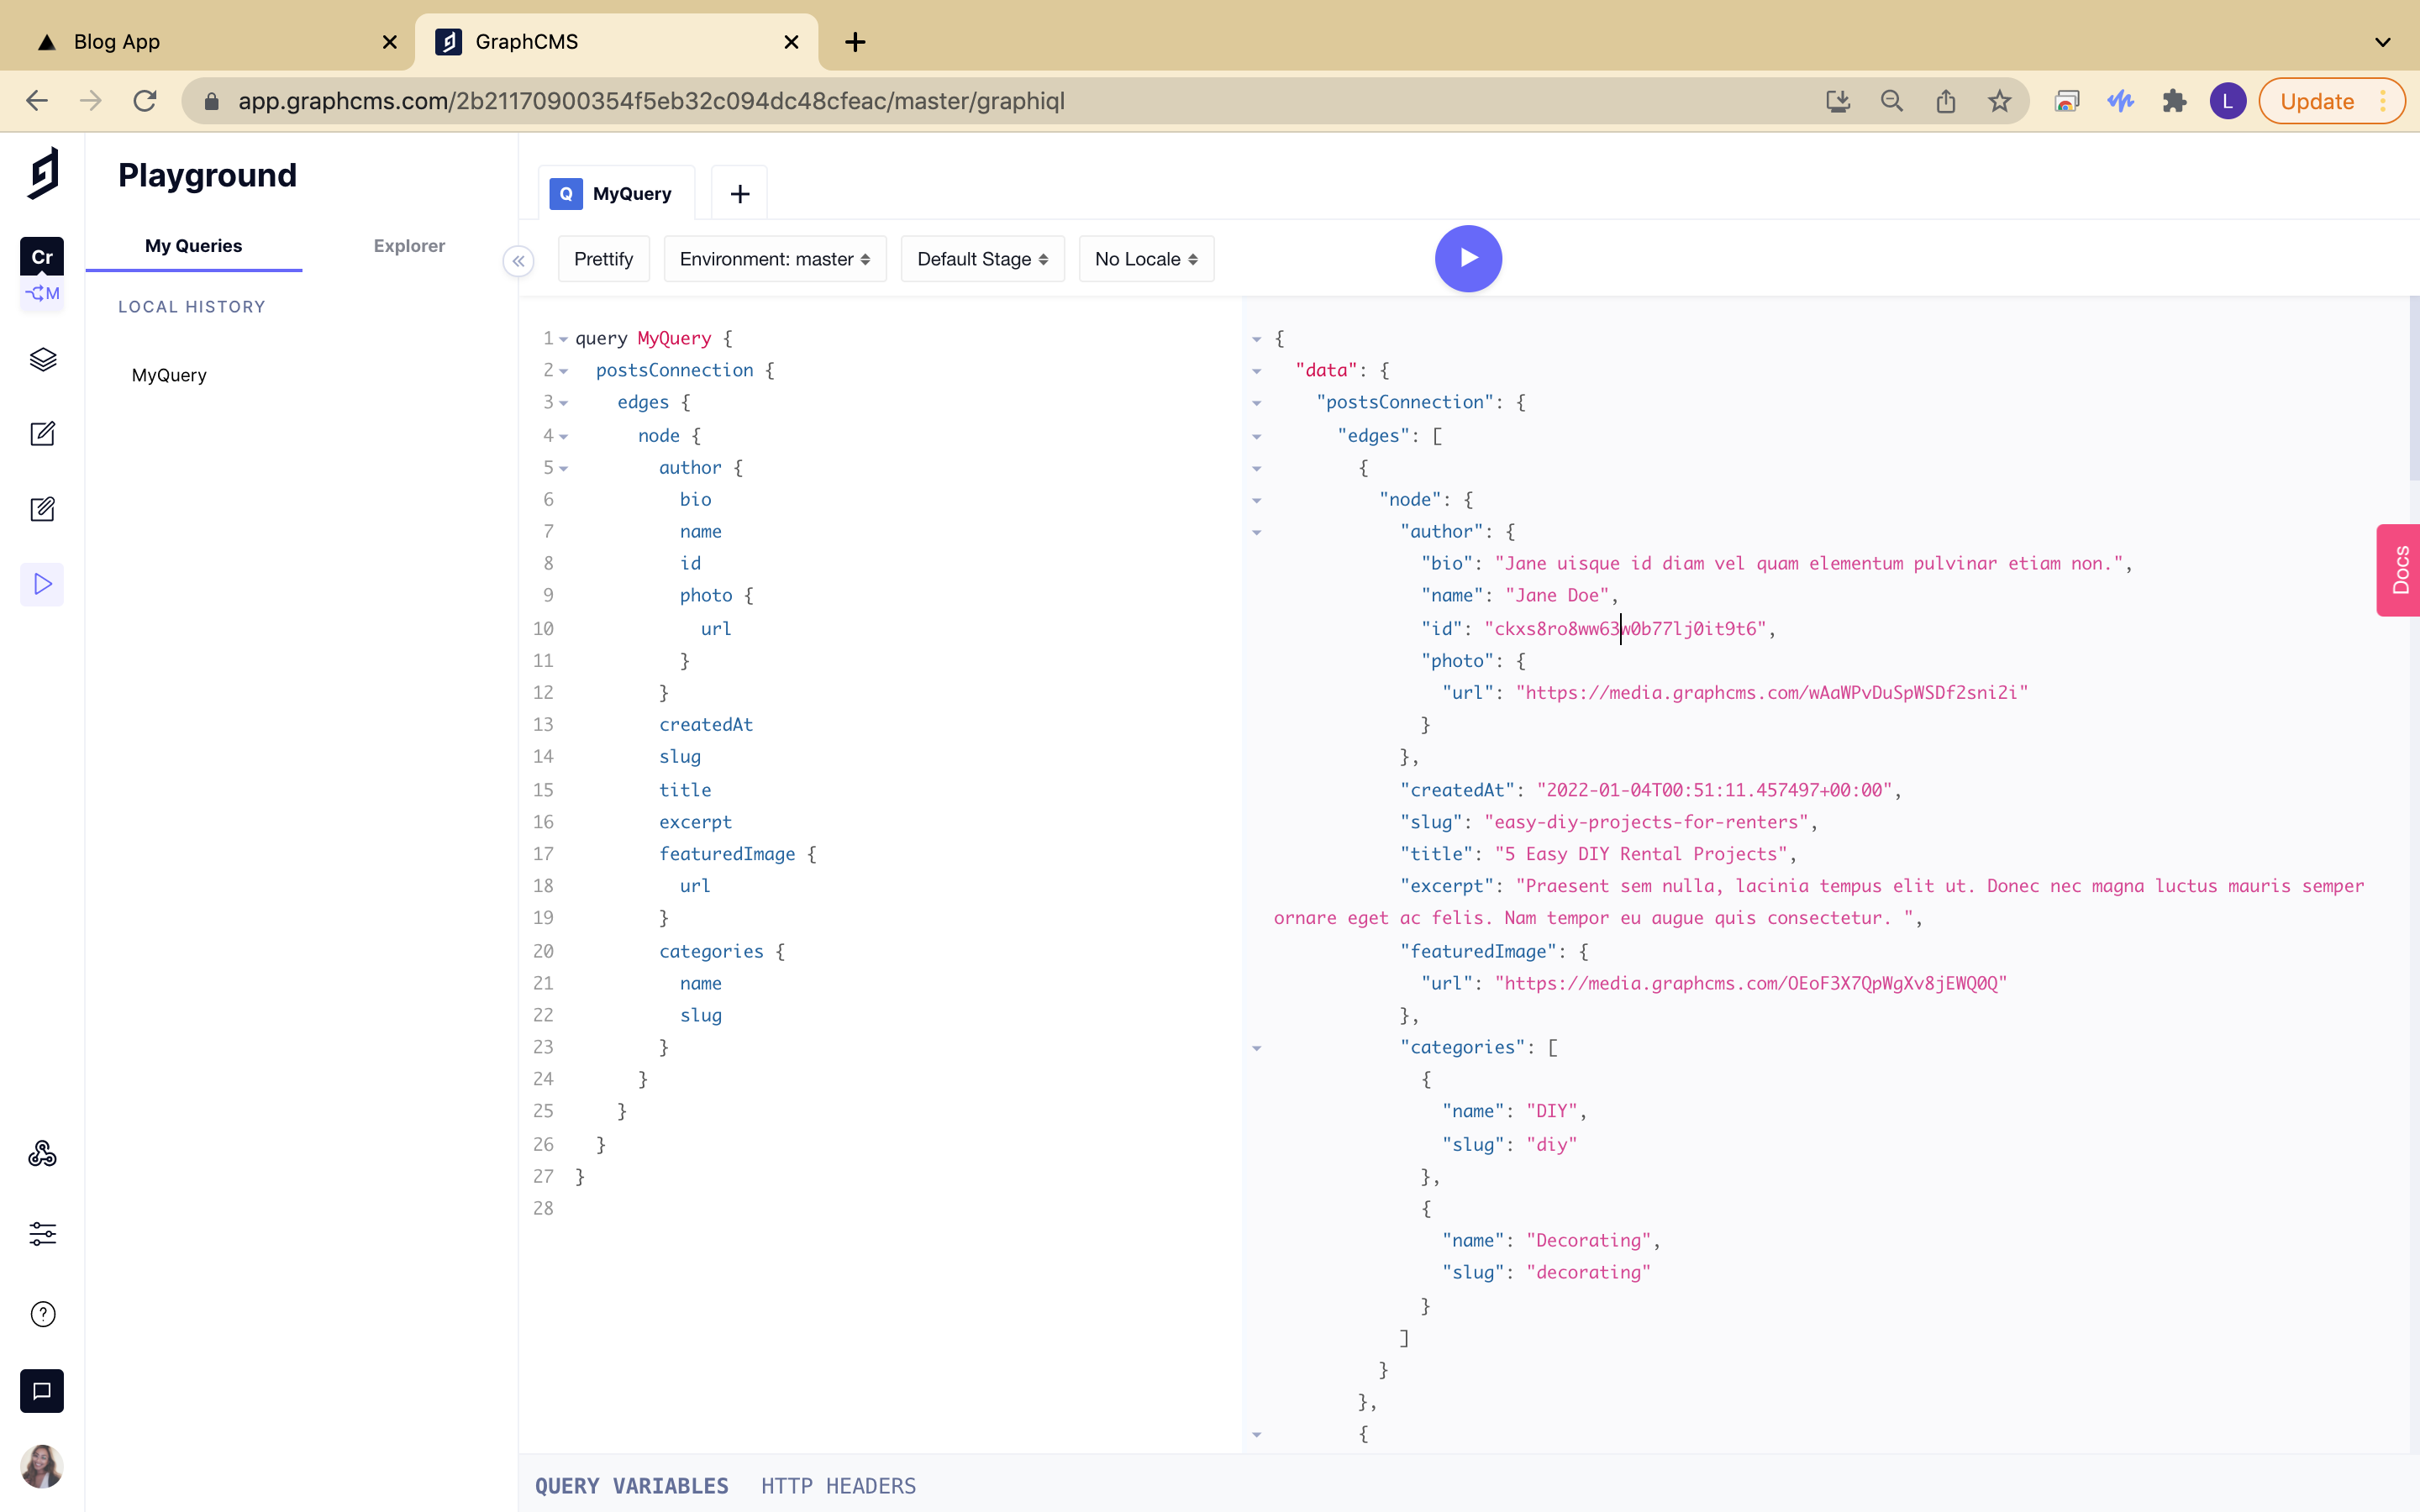 Blog App
GraphCMS
app.graphcms.com/2b21170900354f5eb32c094dc48cfeac/master/graphiql
L
Update
Playground
My Queries
Explorer
Cr
M
LOCAL HISTORY
MyQuery
Q MyQuery
Prettify
Environment: master
Default Stage
No Locale
1 query MyQuery {
2 postsConnection {
3 edges {
4 node {
5 author {
6 bio
7 name
8 id
9 photo {
10 url
11 }
12 }
13 createdAt
14 slug
15 title
16 excerpt
17 featuredImage {
18 url
19 }
20 categories {
21 name
22 slug
23 }
24 }
25 }
26 }
27 }
28
{
"data": {
"postsConnection": {
"edges": [
{
"node": {
"author": {
"bio": "Jane uisque id diam vel quam elementum pulvinar etiam non.",
"name": "Jane Doe",
"id": "ckxs8ro8ww63w0b77lj0it9t6",
"photo": {
"url": "https://media.graphcms.com/wAaWPvDuSpWSDf2sni2i"
}
},
"createdAt": "2022-01-04T00:51:11.457497+00:00",
"slug": "easy-diy-projects-for-renters",
"title": "5 Easy DIY Rental Projects",
"excerpt": "Praesent sem nulla, lacinia tempus elit ut. Donec nec magna luctus mauris semper
ornare eget ac felis. Nam tempor eu augue quis consectetur. ",
"featuredImage": {
"url": "https://media.graphcms.com/OEoF3X7QpWgXv8jEWQ0Q"
},
"categories": [
{
"name": "DIY",
"slug": "diy"
},
{
"name": "Decorating",
"slug": "decorating"
}
]
}
},
{
Docs
QUERY VARIABLES
HTTP HEADERS